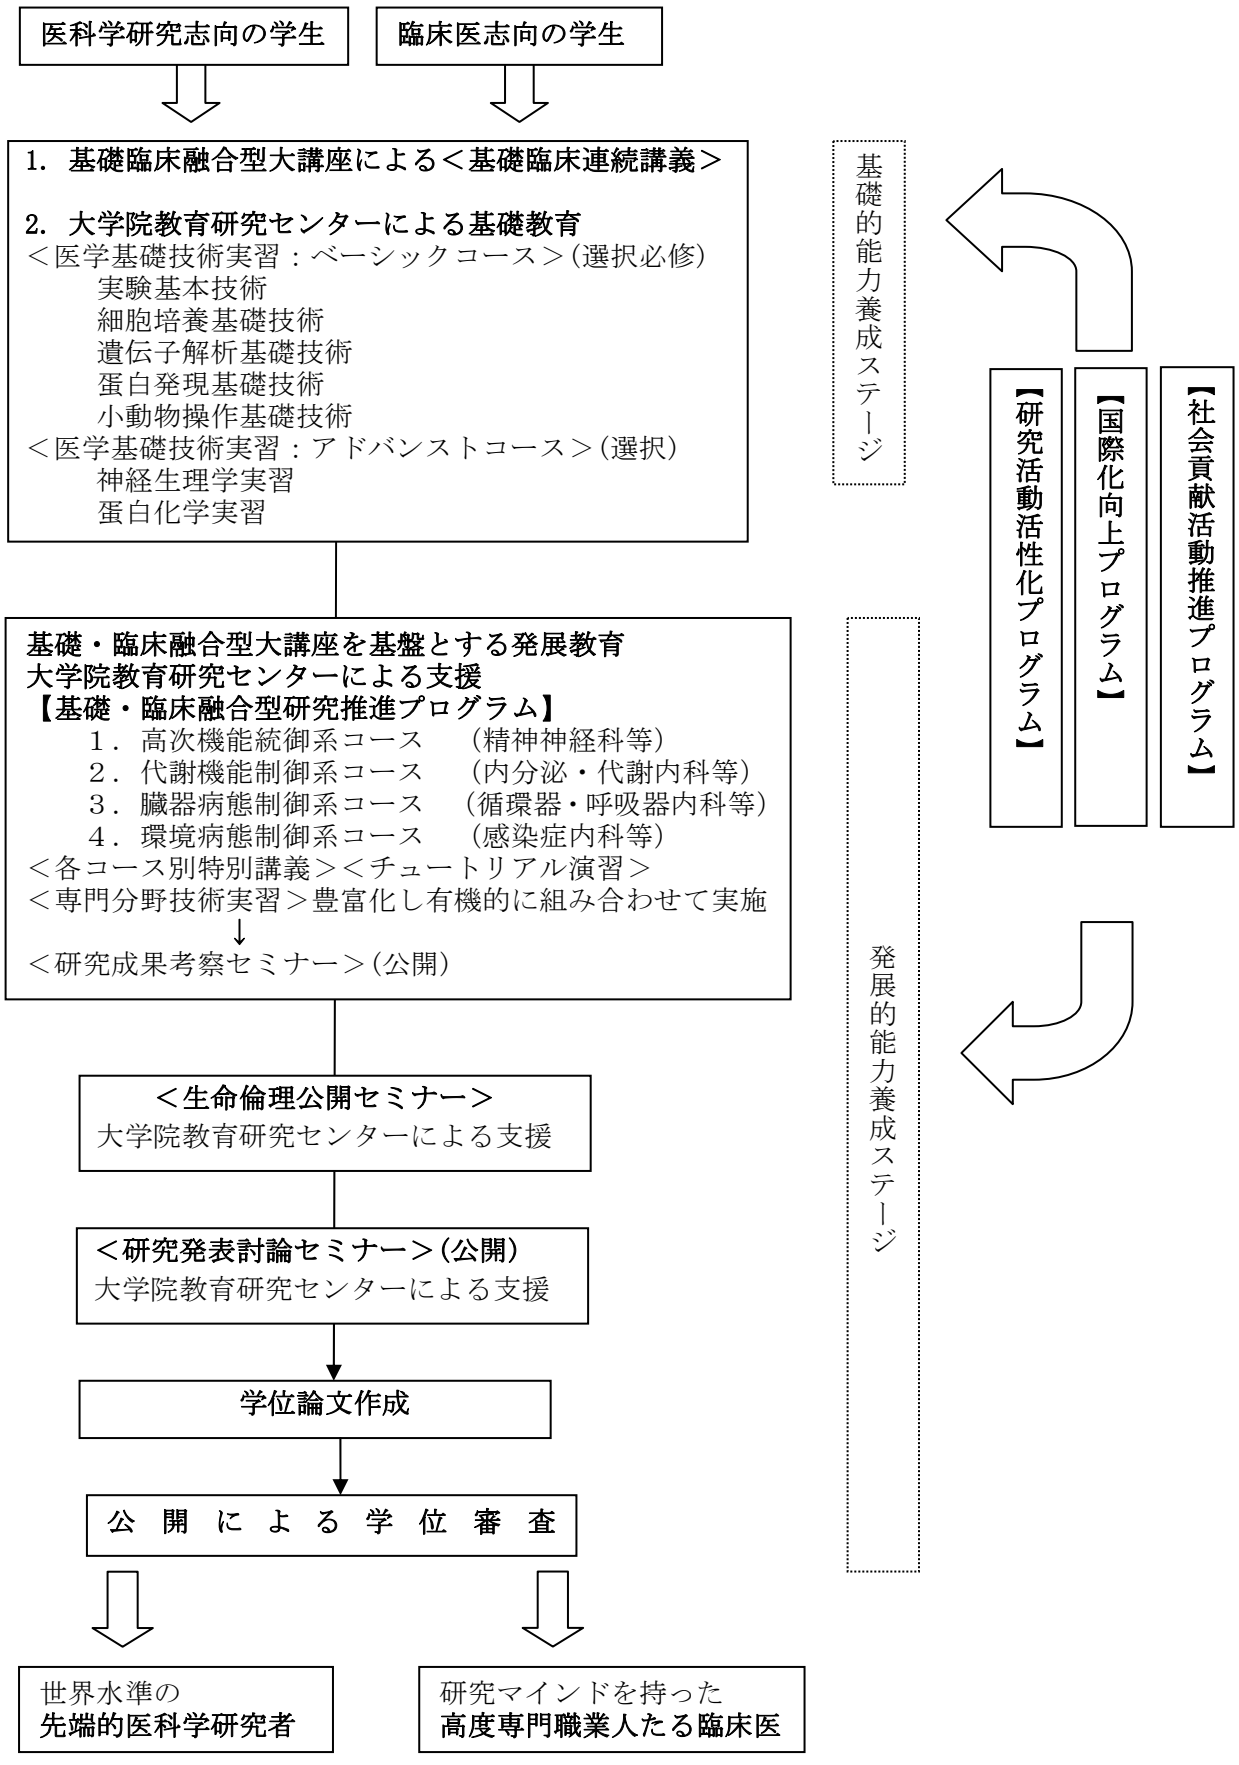 医科学研究志向の学生
臨床医志向の学生
1. 基礎臨床融合型大講座による＜基礎臨床連続講義＞
2. 大学院教育研究センターによる基礎教育
＜医学基礎技術実習：ベーシックコース＞(選択必修)
実験基本技術
細胞培養基礎技術
遺伝子解析基礎技術
蛋白発現基礎技術
小動物操作基礎技術
＜医学基礎技術実習：アドバンストコース＞(選択)
神経生理学実習
蛋白化学実習
基礎的能力養成ステージ
【研究活動活性化プログラム】
【国際化向上プログラム】
【社会貢献活動推進プログラム】
基礎・臨床融合型大講座を基盤とする発展教育
大学院教育研究センターによる支援
【基礎・臨床融合型研究推進プログラム】
１．高次機能統御系コース　（精神神経科等）
２．代謝機能制御系コース　（内分泌・代謝内科等）
３．臓器病態制御系コース　（循環器・呼吸器内科等）
４．環境病態制御系コース　（感染症内科等）
＜各コース別特別講義＞＜チュートリアル演習＞
＜専門分野技術実習＞豊富化し有機的に組み合わせて実施
↓
＜研究成果考察セミナー＞(公開)
発展的能力養成ステージ
＜生命倫理公開セミナー＞
大学院教育研究センターによる支援
＜研究発表討論セミナー＞(公開)
大学院教育研究センターによる支援
学位論文作成
公開による学位審査
世界水準の
先端的医科学研究者
研究マインドを持った
高度専門職業人たる臨床医